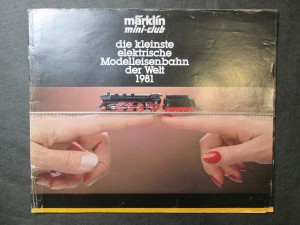 märklin
mini-club
die kleinste
elektrische
Modelleisenbahn
der Welt
1981